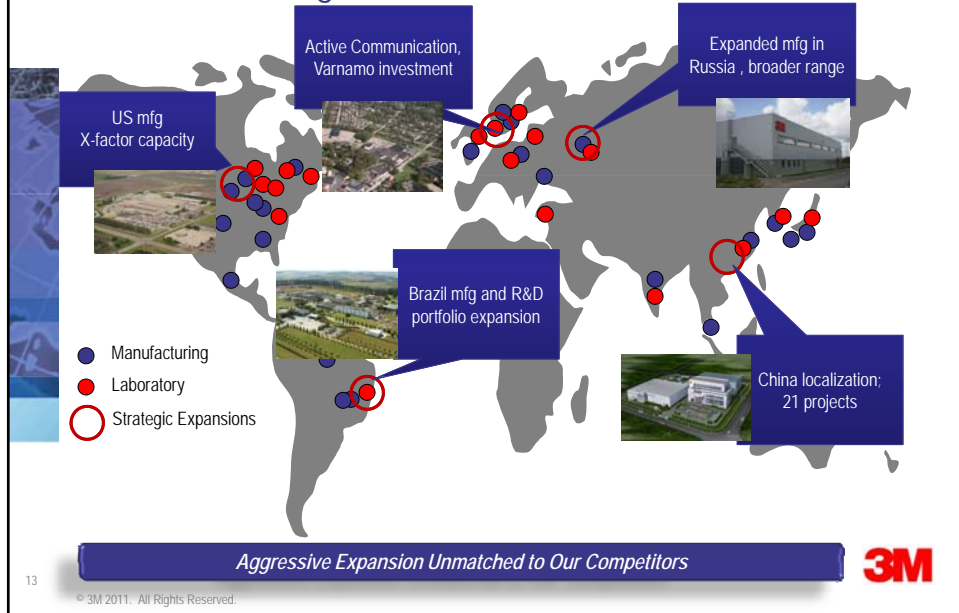 Active Communication,
Varnamo investment
Expanded mfg in
Russia , broader range
US mfg
X-factor capacity
3M
Brazil mfg and R&D
portfolio expansion
Manufacturing
Laboratory
Strategic Expansions
China localization;
21 projects
Aggressive Expansion Unmatched to Our Competitors
3M
13
© 3M 2011. All Rights Reserved.